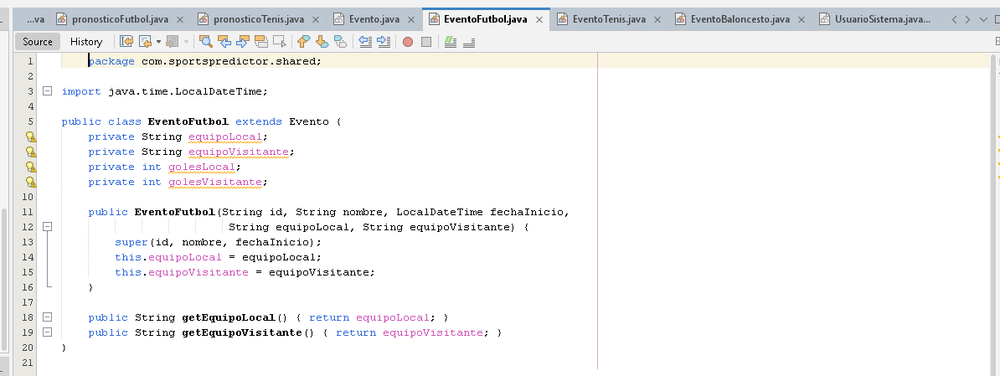 ...va pronosticoFutbol.java pronosticoTenis.java Evento.java EventoFutbol.java EventoTenis.java EventoBaloncesto.java UsuarioSistema.java...
Source History
1 package com.sportspredictor.shared;
2
3 import java.time.LocalDateTime;
4
5 public class EventoFutbol extends Evento {
private String equipoLocal;
private String equipoVisitante;
private int golesLocal;
private int golesVisitante;
10
11 public EventoFutbol(String id, String nombre, LocalDateTime fechaInicio,
12 String equipoLocal, String equipoVisitante) {
13 super(id, nombre, fechaInicio);
14 this.equipoLocal = equipoLocal;
15 this.equipoVisitante = equipoVisitante;
16 }
17
18 public String getEquipoLocal() { return equipoLocal; }
19 public String getEquipoVisitante() { return equipoVisitante; }
20 }
21